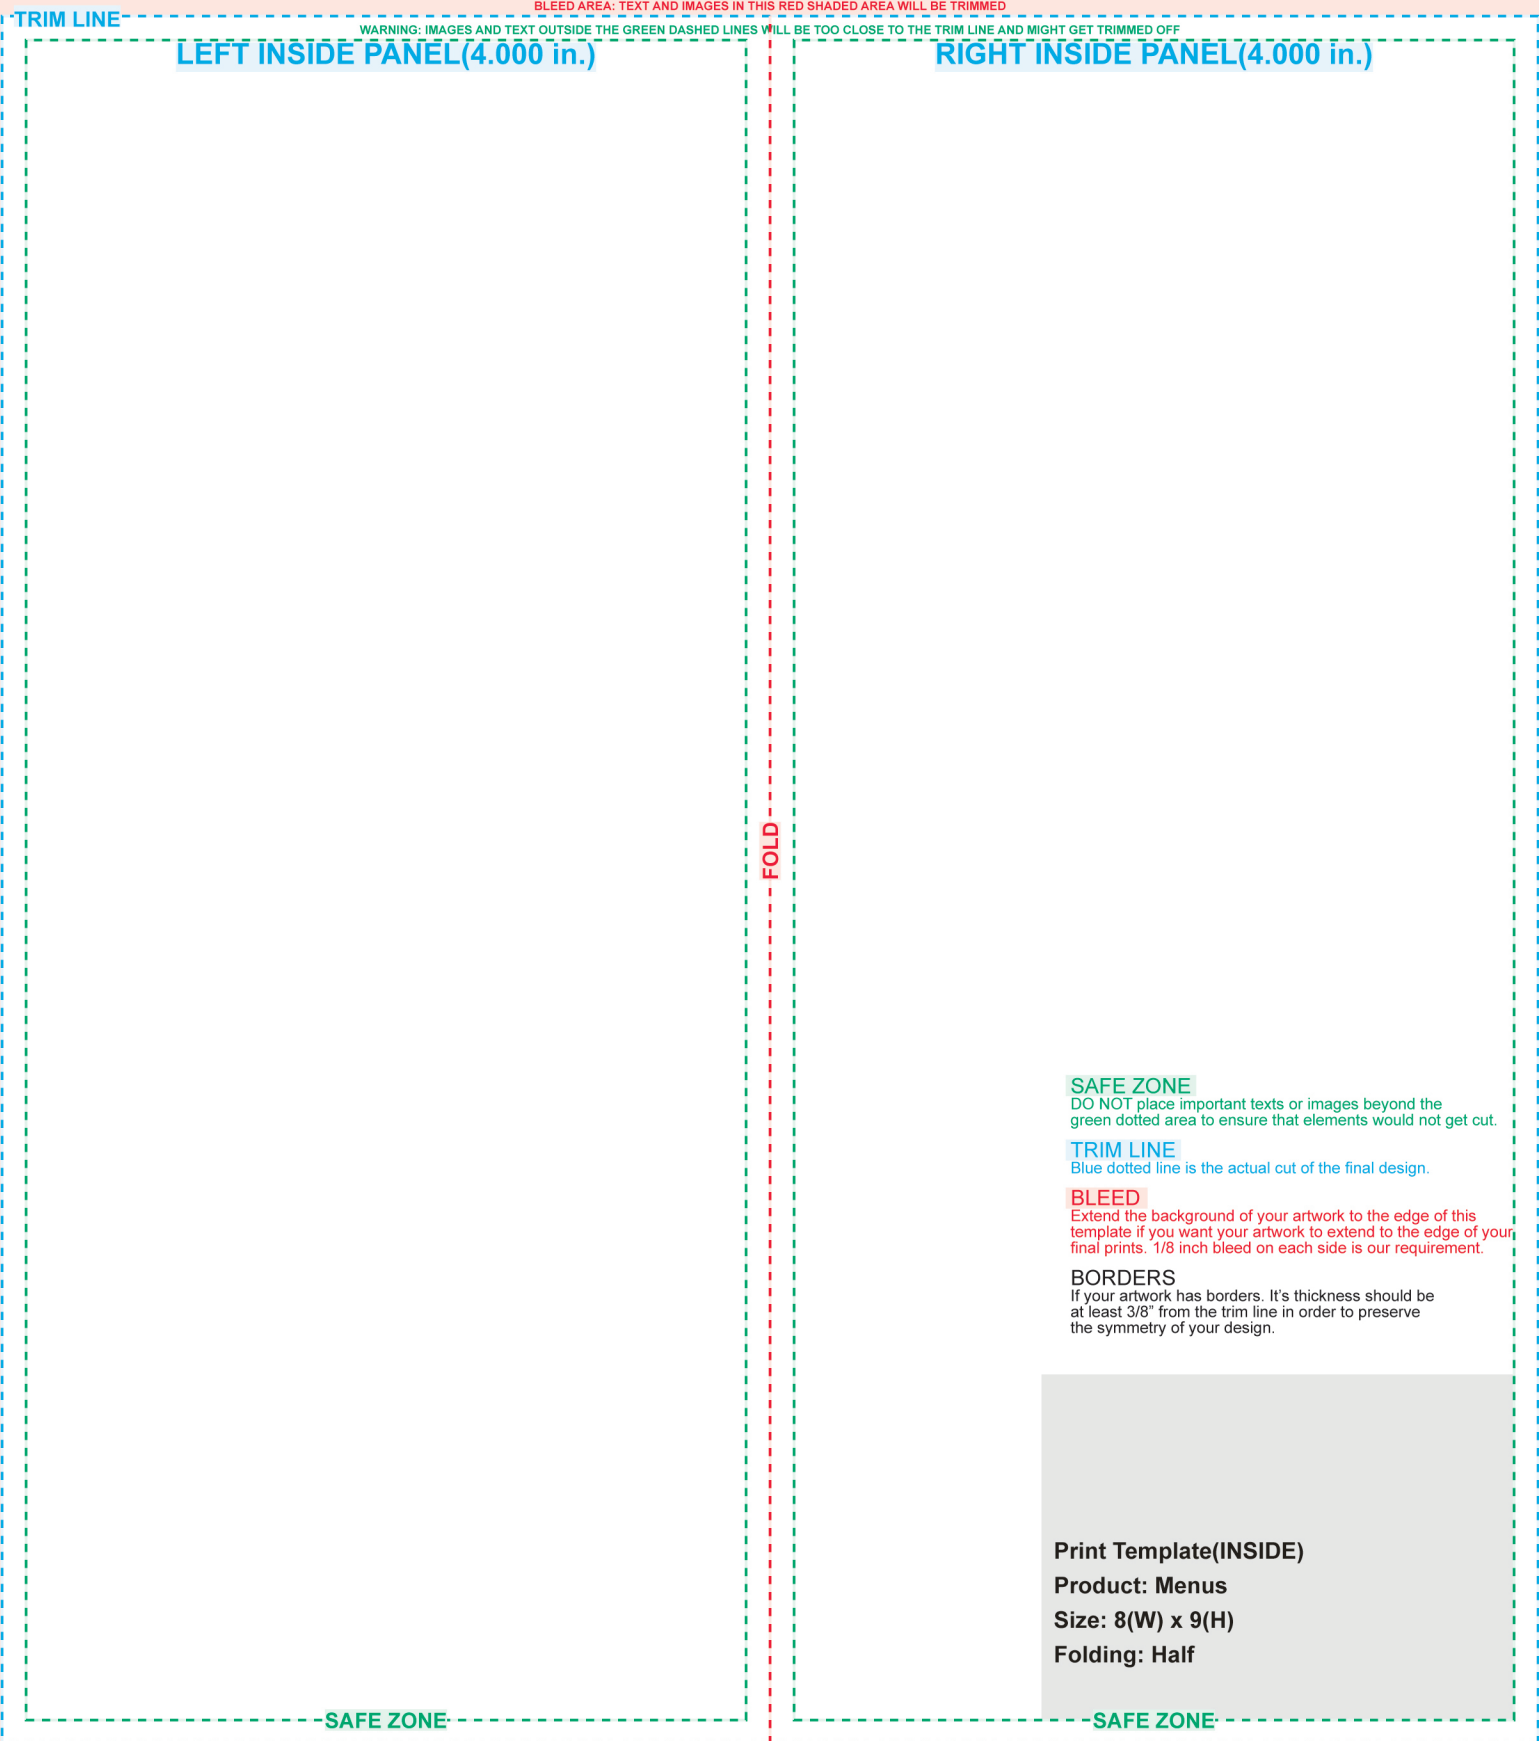 BLEED AREA: TEXT AND IMAGES IN THIS RED SHADED AREA WILL BE TRIMMED
TRIM LINE
WARNING: IMAGES AND TEXT OUTSIDE THE GREEN DASHED LINES WILL BE TOO CLOSE TO THE TRIM LINE AND MIGHT GET TRIMMED OFF
LEFT INSIDE PANEL(4.000 in.)
RIGHT INSIDE PANEL(4.000 in.)
FOLD
SAFE ZONE
DO NOT place important texts or images beyond the
green dotted area to ensure that elements would not get cut.
TRIM LINE
Blue dotted line is the actual cut of the final design.
BLEED
Extend the background of your artwork to the edge of this
template if you want your artwork to extend to the edge of your
final prints. 1/8 inch bleed on each side is our requirement.
BORDERS
If your artwork has borders. It’s thickness should be
at least 3/8” from the trim line in order to preserve
the symmetry of your design.
Print Template(INSIDE)
Product: Menus
Size: 8(W) x 9(H)
Folding: Half
SAFE ZONE
SAFE ZONE